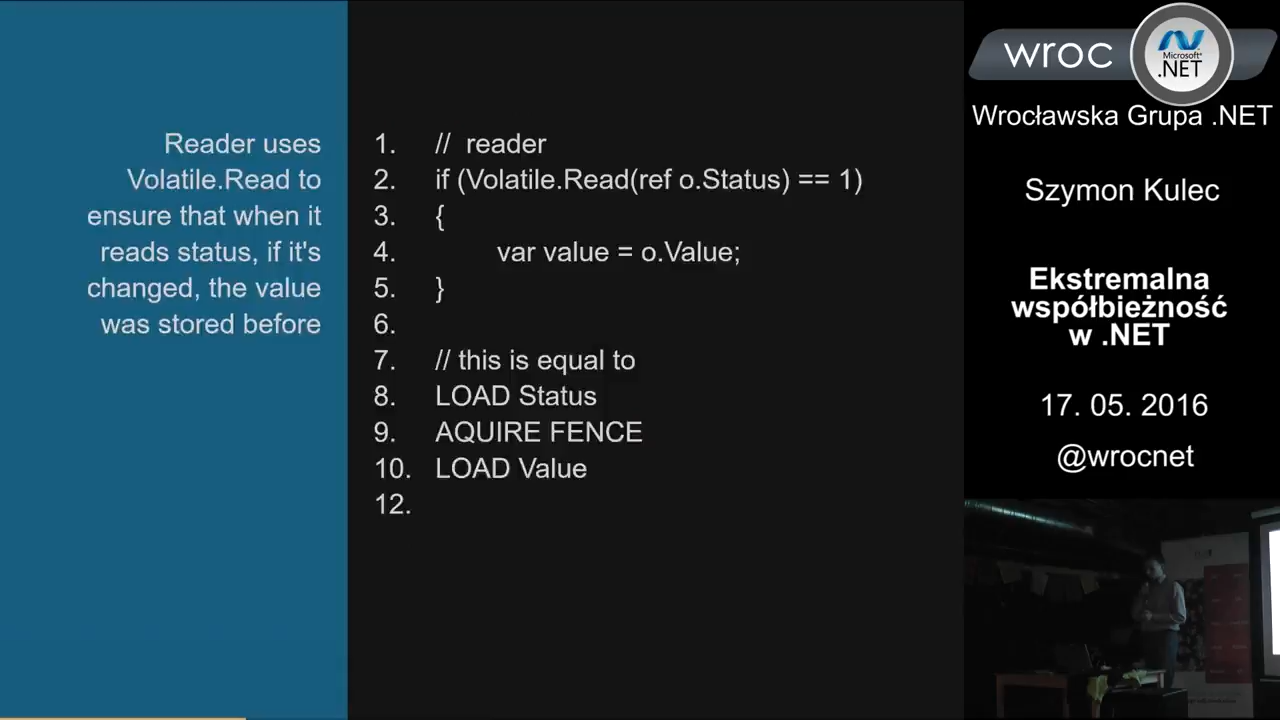 Reader uses
Volatile.Read to
ensure that when it
reads status, if it's
changed, the value
was stored before
1. // reader
2. if (Volatile.Read(ref o.Status) == 1)
3. {
4. var value = o.Value;
5. }
6.
7. // this is equal to
8. LOAD Status
9. AQUIRE FENCE
10. LOAD Value
12.
wroc
Microsoft®
.NET
Wrocławska Grupa .NET
Szymon Kulec
Ekstremalna
współbieżność
w .NET
17. 05. 2016
@wrocnet